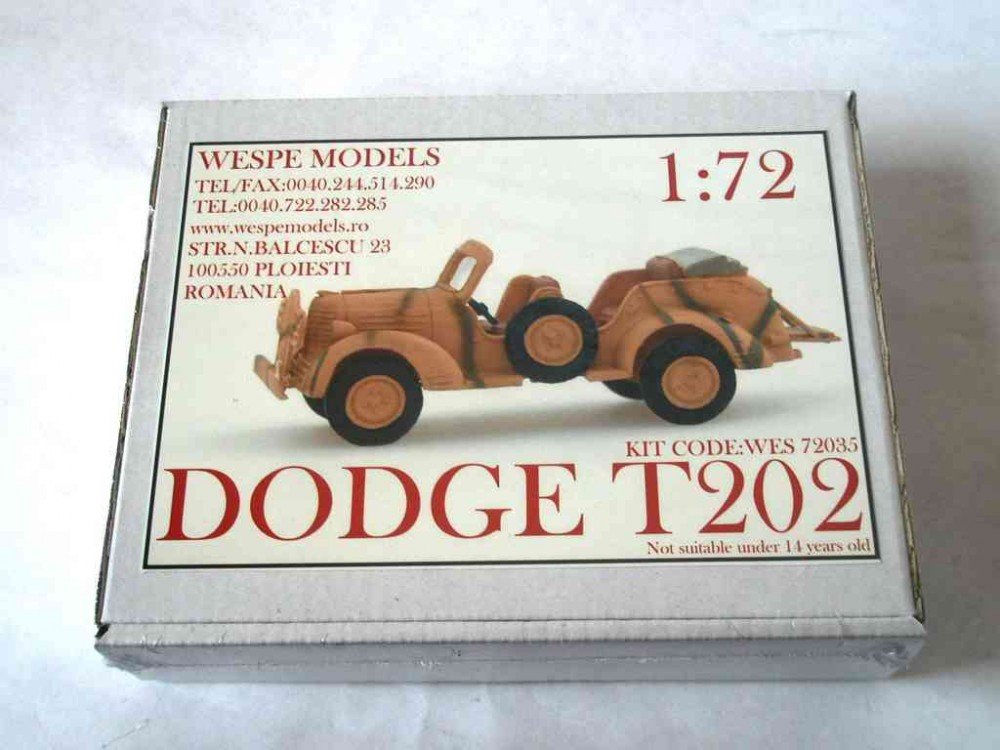 WESPE MODELS
1:72
TEL/FAX:0040.244.514.290
TEL:0040.722.282.285
www.wespemodels.ro
STR.N.BALCESCU 23
100550 PLOIESTI
ROMANIA
KIT CODE:WES 72035
DODGE T202
Not suitable under 14 years old